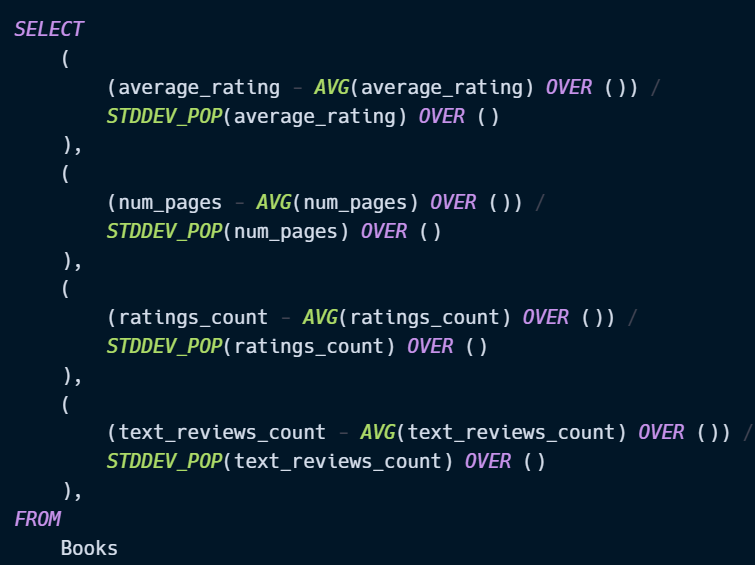 SELECT
    (
        (average_rating - AVG(average_rating) OVER ()) /
        STDDEV_POP(average_rating) OVER ()
    ),
    (
        (num_pages - AVG(num_pages) OVER ()) /
        STDDEV_POP(num_pages) OVER ()
    ),
    (
        (ratings_count - AVG(ratings_count) OVER ()) /
        STDDEV_POP(ratings_count) OVER ()
    ),
    (
        (text_reviews_count - AVG(text_reviews_count) OVER ()) /
        STDDEV_POP(text_reviews_count) OVER ()
    ),
FROM
    Books